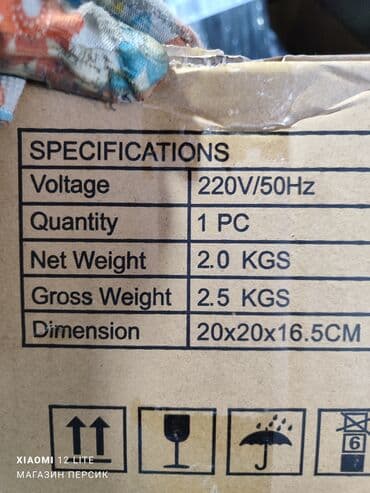 SPECIFICATIONS
Voltage 220V/50Hz
Quantity 1 PC
Net Weight 2.0 KGS
Gross Weight 2.5 KGS
Dimension 20x20x16.5CM
6
XIAOMI 12 LITE
МАГАЗИН ПЕРСИК